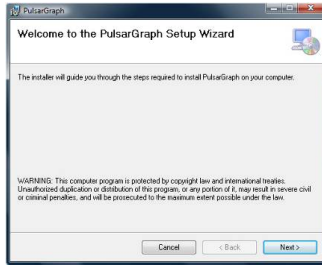 PulsarGraph
Welcome to the PulsarGraph Setup Wizard
The installer will guide you through the steps required to install PulsarGraph on your computer.
WARNING: This computer program is protected by copyright law and international treaties.
Unauthorized duplication or distribution of this program, or any portion of it, may result in severe civil
or criminal penalties, and will be prosecuted to the maximum extent possible under the law.
Cancel
< Back
Next >